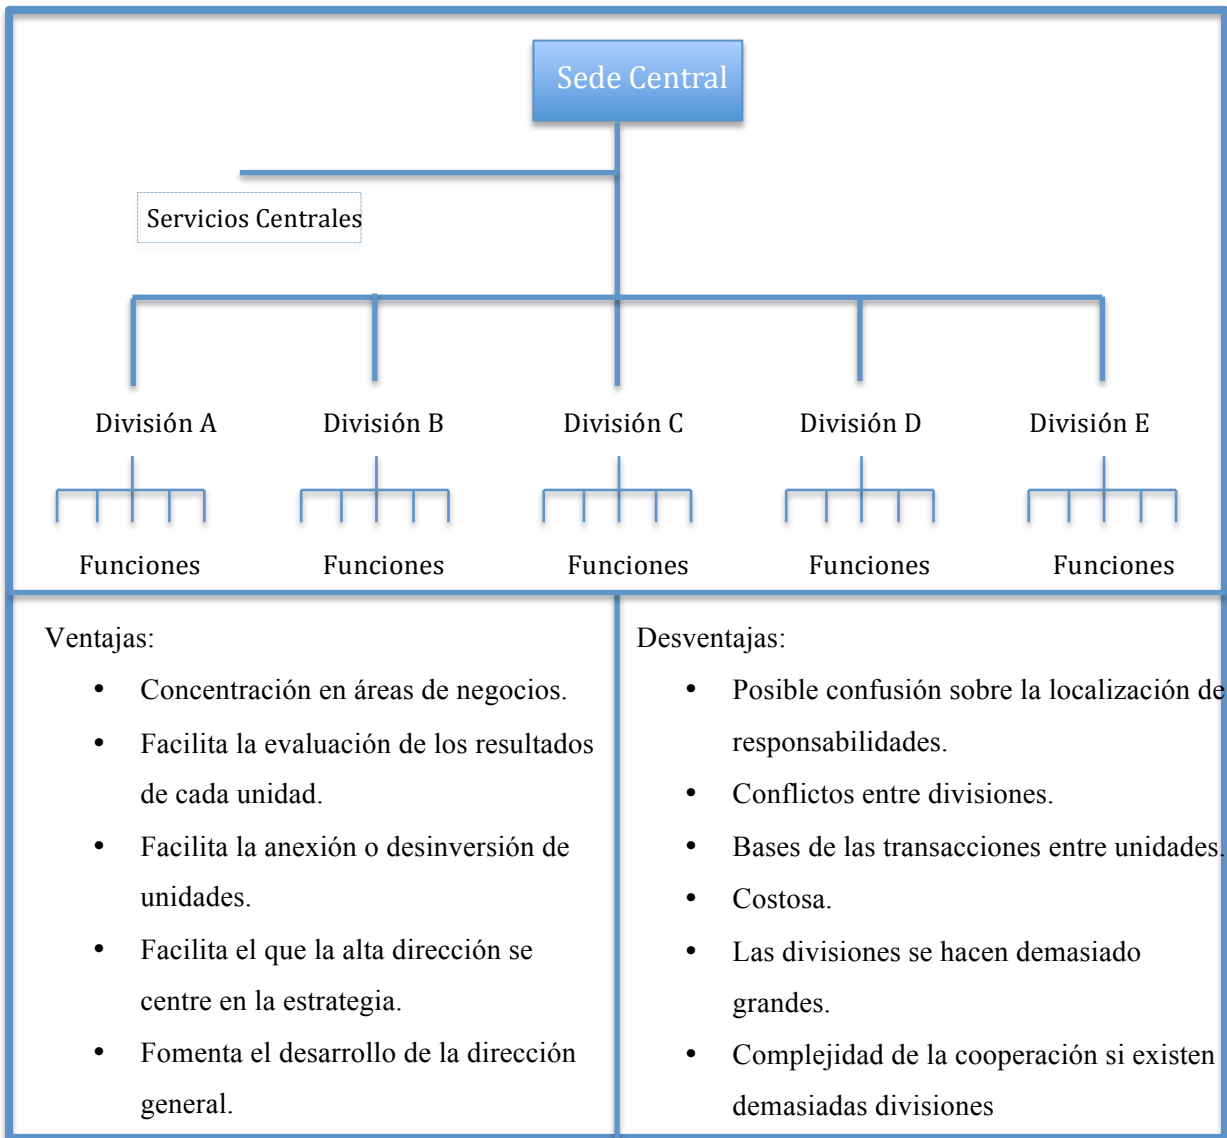 Sede Central
Servicios Centrales
División A
División B
División C
División D
División E
Funciones
Funciones
Funciones
Funciones
Funciones
Ventajas:
• Concentración en áreas de negocios.
• Facilita la evaluación de los resultados
de cada unidad.
• Facilita la anexión o desinversión de
unidades.
• Facilita el que la alta dirección se
centre en la estrategia.
• Fomenta el desarrollo de la dirección
general.
Desventajas:
• Posible confusión sobre la localización de
responsabilidades.
• Conflictos entre divisiones.
• Bases de las transacciones entre unidades.
• Costosa.
• Las divisiones se hacen demasiado
grandes.
• Complejidad de la cooperación si existen
demasiadas divisiones